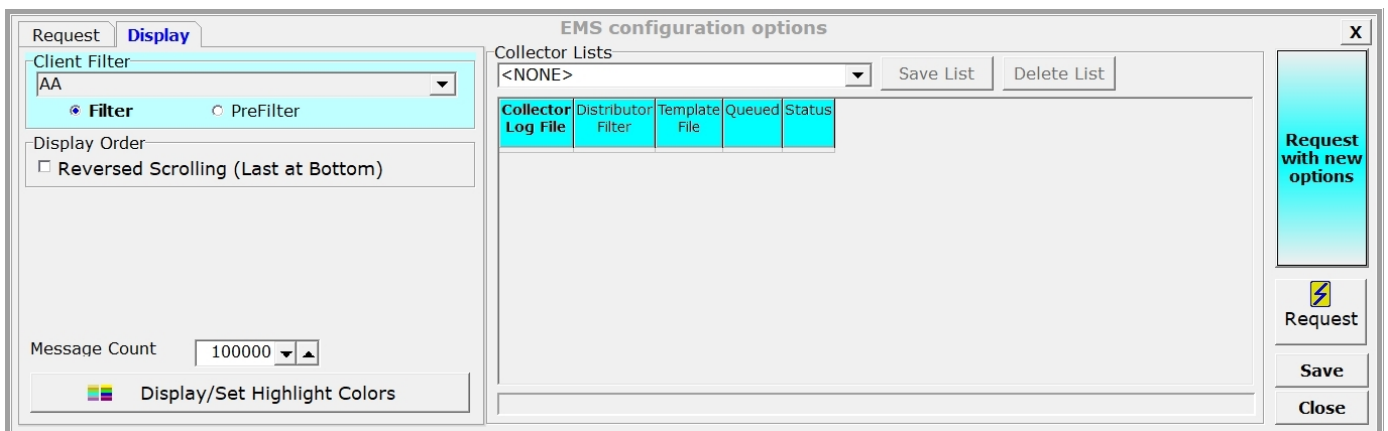 EMS configuration options
X
Request
Display
Client Filter
AA
Filter
PreFilter
Display Order
Reversed Scrolling (Last at Bottom)
Message Count
100000
Display/Set Highlight Colors
Collector Lists
<NONE>
Save List
Delete List
Collector Log File
Distributor Filter
Template File
Queued
Status
Request
with new
options
Request
Save
Close